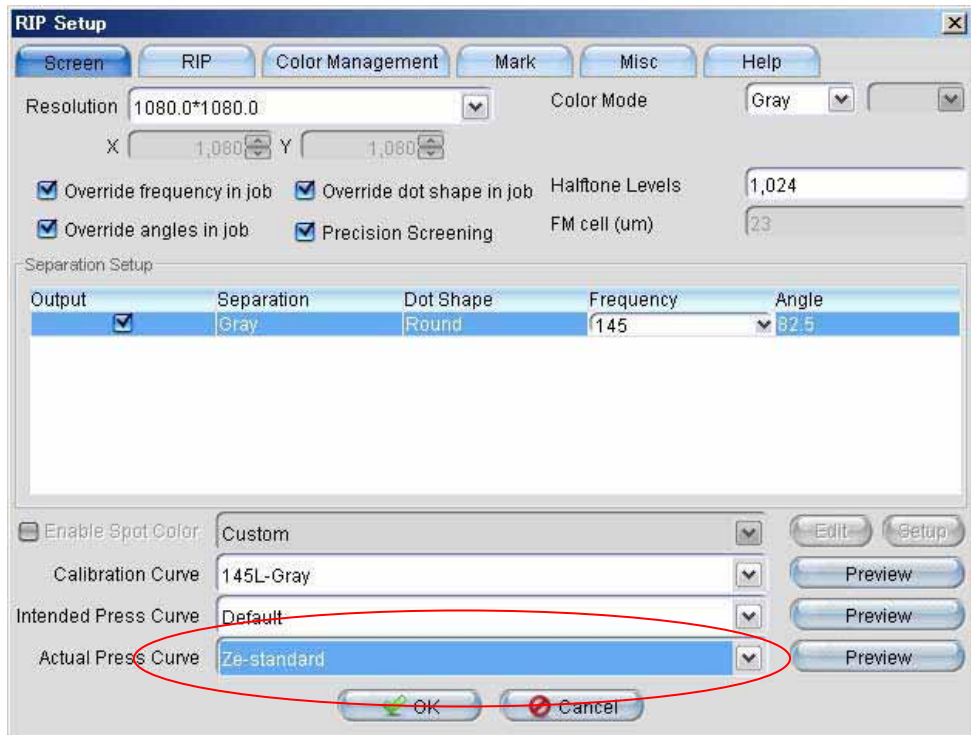 RIP Setup
Screen RIP Color Management Mark Misc Help
Resolution 1080.0*1080.0 Color Mode Gray
X 1,080 Y 1,080
Override frequency in job Override dot shape in job Halftone Levels 1,024
Override angles in job Precision Screening FM cell (um) 23
Separation Setup
Output Separation Dot Shape Frequency Angle
Gray Round 145 82.5
Enable Spot Color Custom Edit Setup
Calibration Curve 145L-Gray Preview
Intended Press Curve Default Preview
Actual Press Curve Ze-standard Preview
OK Cancel